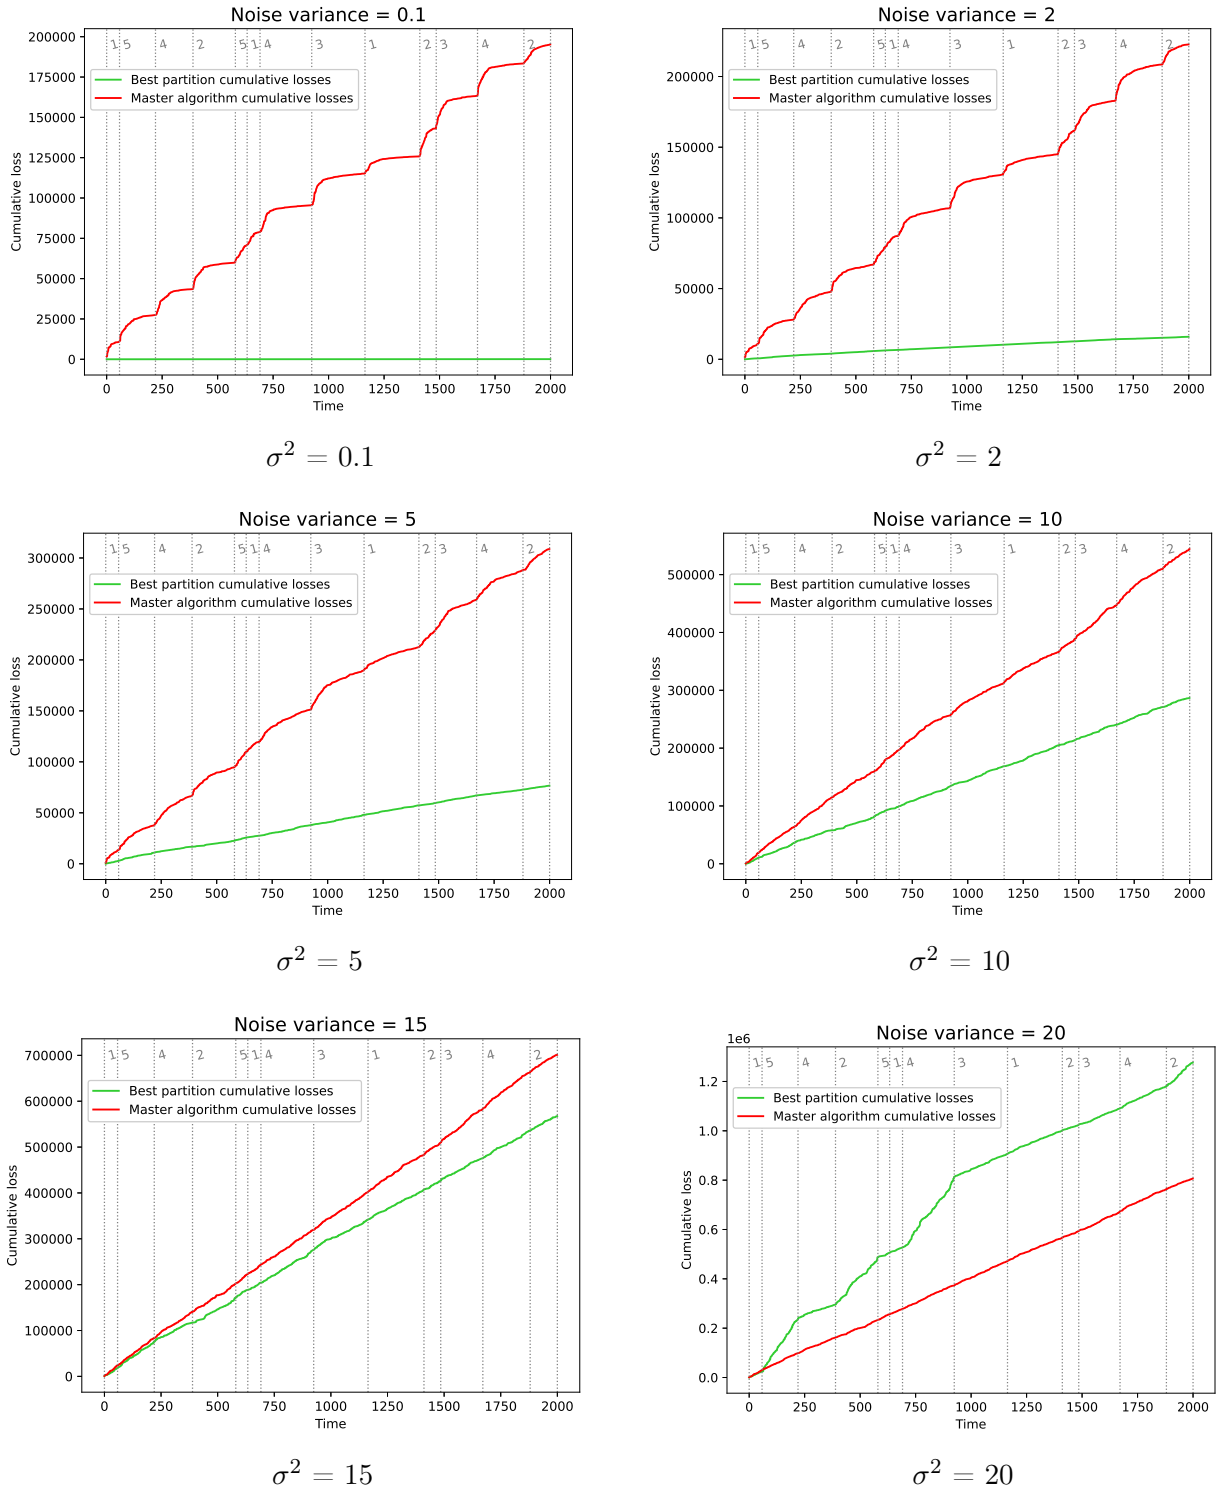 Noise variance = 0.1
200000
175000
150000
125000
100000
75000
50000
25000
0
Cumulative loss
1 5 4 2 5 1 4 3 1 2 3 4 2
Best partition cumulative losses
Master algorithm cumulative losses
0 250 500 750 1000 1250 1500 1750 2000
Time
σ² = 0.1
Noise variance = 2
200000
150000
100000
50000
0
Cumulative loss
1 5 4 2 5 1 4 3 1 2 3 4 2
Best partition cumulative losses
Master algorithm cumulative losses
0 250 500 750 1000 1250 1500 1750 2000
Time
σ² = 2
Noise variance = 5
300000
250000
200000
150000
100000
50000
0
Cumulative loss
1 5 4 2 5 1 4 3 1 2 3 4 2
Best partition cumulative losses
Master algorithm cumulative losses
0 250 500 750 1000 1250 1500 1750 2000
Time
σ² = 5
Noise variance = 10
500000
400000
300000
200000
100000
0
Cumulative loss
1 5 4 2 5 1 4 3 1 2 3 4 2
Best partition cumulative losses
Master algorithm cumulative losses
0 250 500 750 1000 1250 1500 1750 2000
Time
σ² = 10
Noise variance = 15
700000
600000
500000
400000
300000
200000
100000
0
Cumulative loss
1 5 4 2 5 1 4 3 1 2 3 4 2
Best partition cumulative losses
Master algorithm cumulative losses
0 250 500 750 1000 1250 1500 1750 2000
Time
σ² = 15
Noise variance = 20
1e6
1.2
1.0
0.8
0.6
0.4
0.2
0.0
Cumulative loss
1 5 4 2 5 1 4 3 1 2 3 4 2
Best partition cumulative losses
Master algorithm cumulative losses
0 250 500 750 1000 1250 1500 1750 2000
Time
σ² = 20